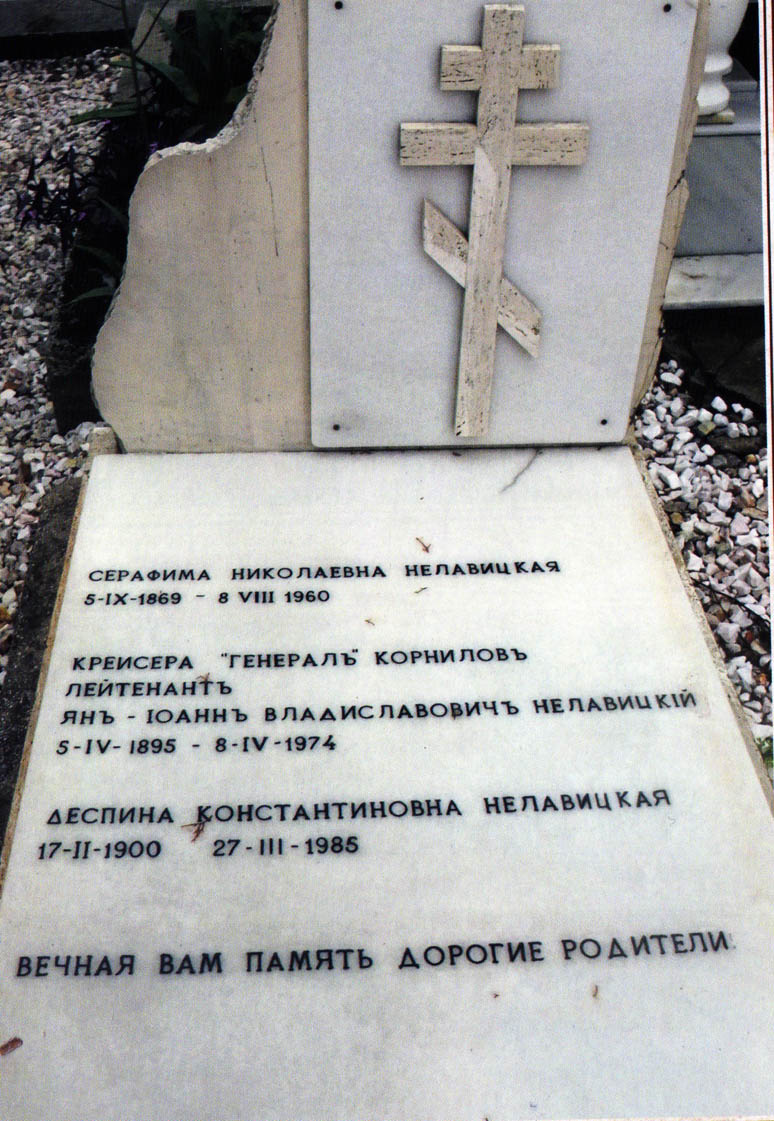 СЕРАФИМА НИКОЛАЕВНА НЕЛАВИЦКАЯ
5-IX-1869 - 8 VIII 1960
КРЕИСЕРА "ГЕНЕРАЛЪ" КОРНИЛОВЪ
ЛЕЙТЕНАНТЪ
ЯНЪ - IОАННЪ ВЛАДИСЛАВОВИЧЪ НЕЛАВИЦКІЙ
5-IV-1895 - 8-IV-1974
ДЕСПИНА КОНСТАНТИНОВНА НЕЛАВИЦКАЯ
17-II-1900 27-III-1985
ВЕЧНАЯ ВАМ ПАМЯТЬ ДОРОГИЕ РОДИТЕЛИ